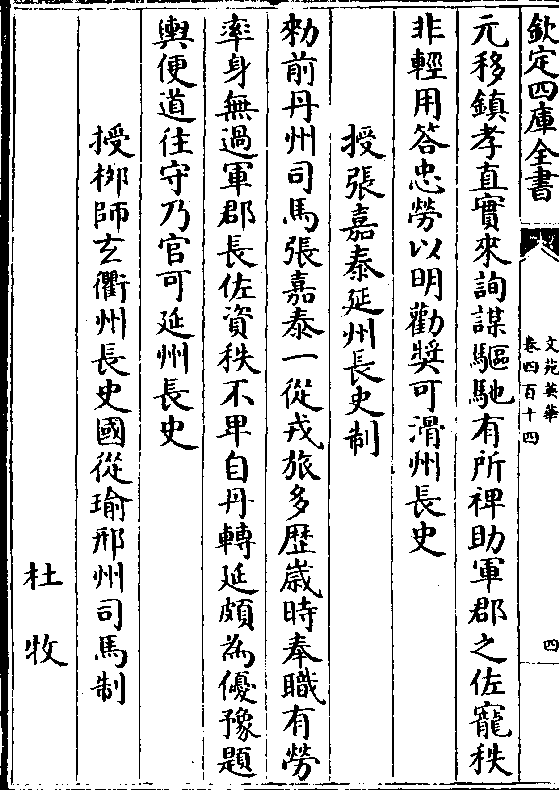 欽定四庫全書
文苑英華
卷四百十四
四
元移鎮孝直實來詢謀驅馳有所裨助軍郡之佐寵秩
非輕用答忠勞以明勸奨可滑州長史
授張嘉泰延州長史制
勑前丹州司馬張嘉泰一從戎旅多歴嵗時奉職有勞
率身無過軍郡長佐資秩不卑自丹轉延頗為優豫題
輿便道往守乃官可延州長史
授栁師玄衢州長史國從瑜邢州司馬制
杜牧